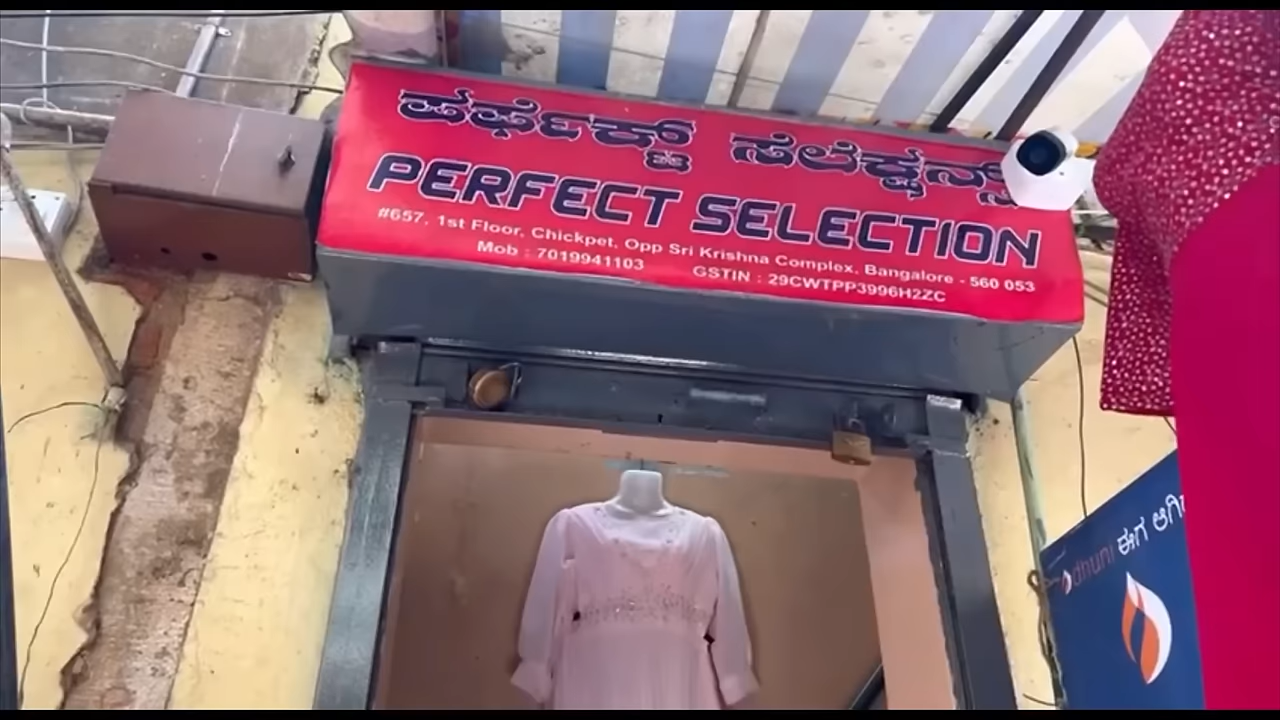 ಪರ್ಫೆಕ್ಟ್ ಸೆಲೆಕ್ಷನ್ಸ್
PERFECT SELECTION
#657, 1st Floor, Chickpet, Opp Sri Krishna Complex, Bangalore - 560 053
Mob : 7019941103 GSTIN : 29CWTPP3996H2ZC
ಈಗ